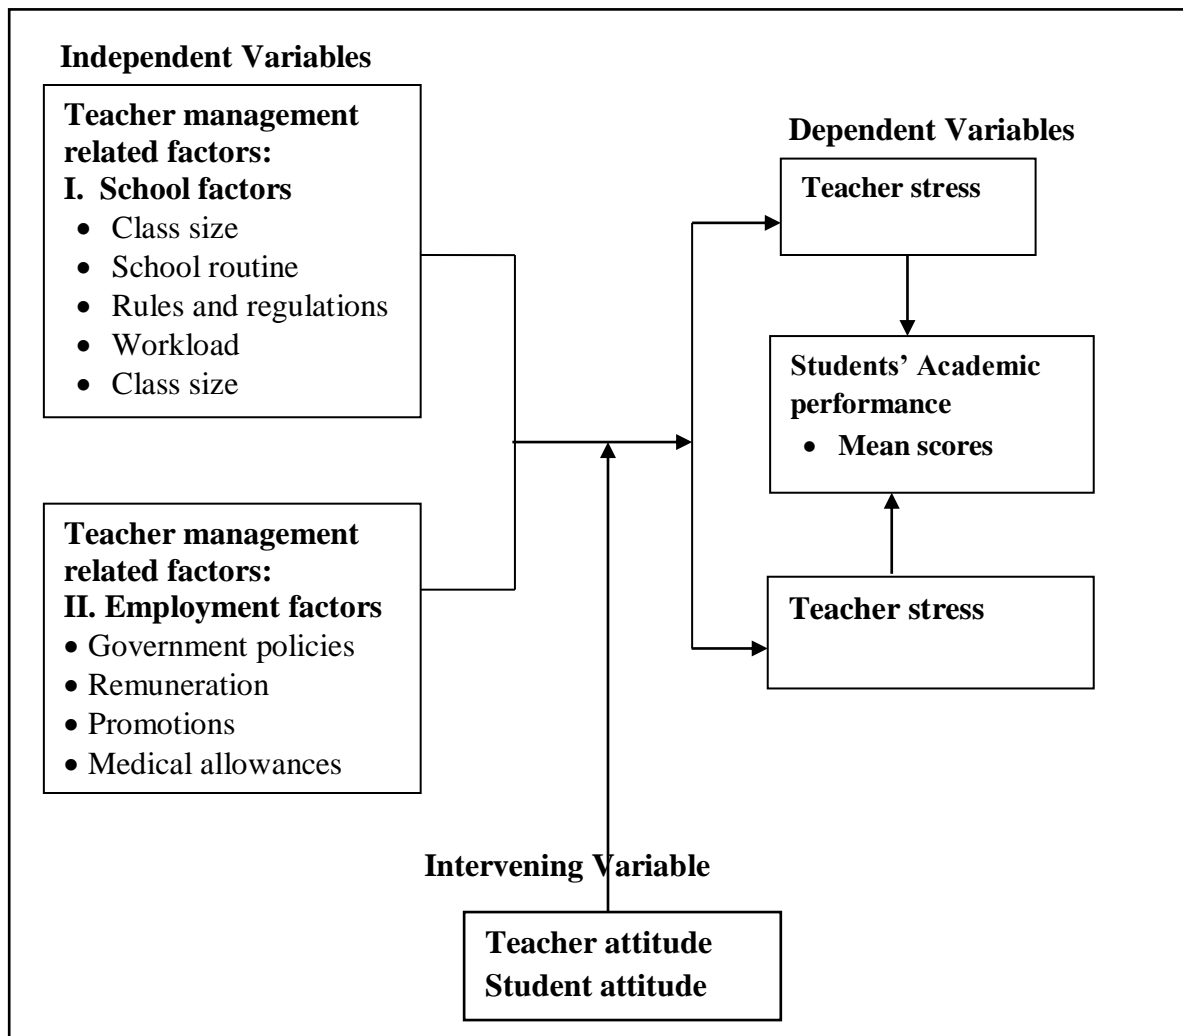 Independent Variables
Teacher management
related factors:
I. School factors
• Class size
• School routine
• Rules and regulations
• Workload
• Class size
Teacher management
related factors:
II. Employment factors
• Government policies
• Remuneration
• Promotions
• Medical allowances
Dependent Variables
Teacher stress
Students’ Academic
performance
• Mean scores
Teacher stress
Intervening Variable
Teacher attitude
Student attitude